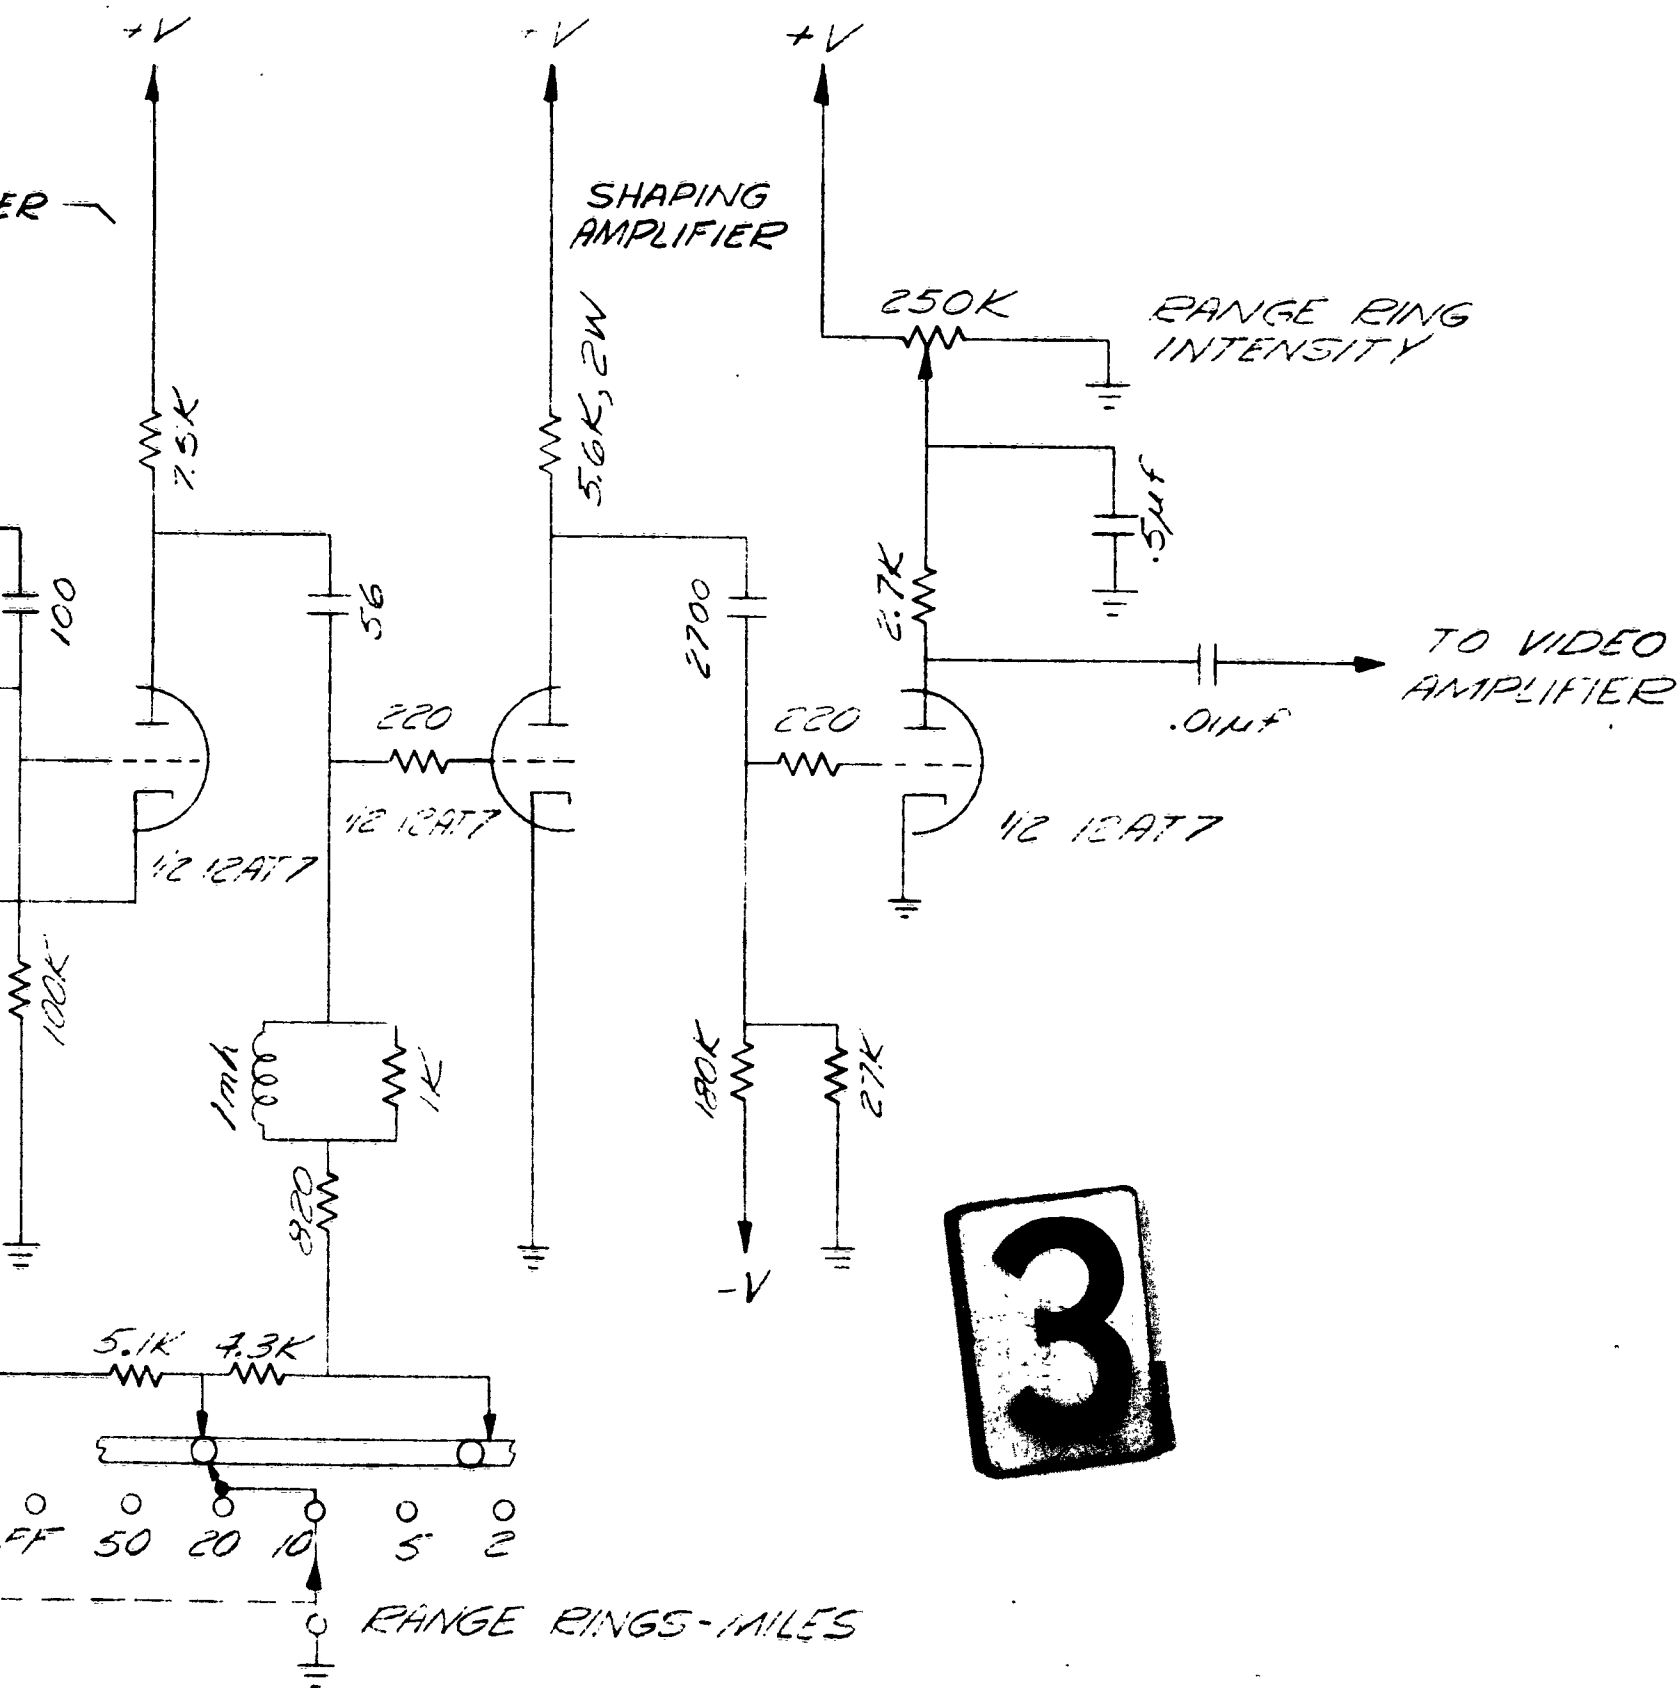 +V
+V
+V
ER
SHAPING
AMPLIFIER
250K
RANGE RING
INTENSITY
5.6K, 2W
7.5K
.5µf
100
56
2700
2.7K
TO VIDEO
AMPLIFIER
220
220
.01µf
1/2 12AT7
1/2 12AT7
1/2 12AT7
100K
1mh
1K
180K
27K
820
-V
3
5.1K
4.3K
FF
50
20
10
5
2
RANGE RINGS-MILES